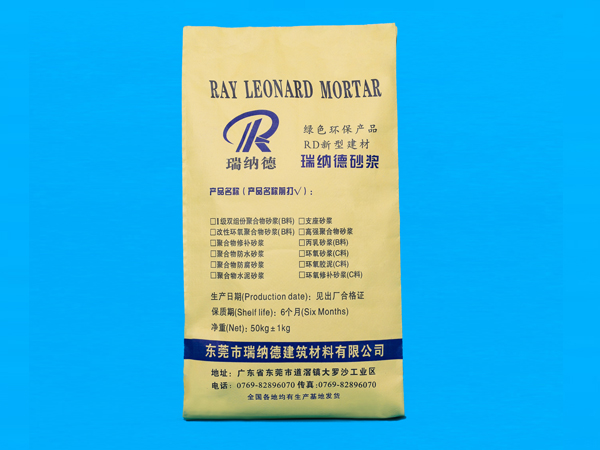 RAY LEONARD MORTAR
R
瑞纳德
绿色环保产品
RD新型建材
瑞纳德砂浆
产品名称(产品名称前打√):
□1级双组份聚合物砂浆(B料) □支座砂浆
□改性环氧聚合物砂浆(B料) □高强聚合物砂浆
□聚合物修补砂浆 □丙乳砂浆(B料)
□聚合物防水砂浆 □环氧砂浆(C料)
□聚合物防腐砂浆 □环氧胶泥(C料)
□聚合物水泥砂浆 □环氧修补砂浆(C料)
生产日期(Production date): 见出厂合格证
保质期(Shelf life): 6个月(Six Months)
净重(Net): 50kg±1kg
东莞市瑞纳德建筑材料有限公司
地址: 广东省东莞市道滘镇大罗沙工业区
电话: 0769-82896070 传真:0769-82896070
全国各地均有生产基地发货